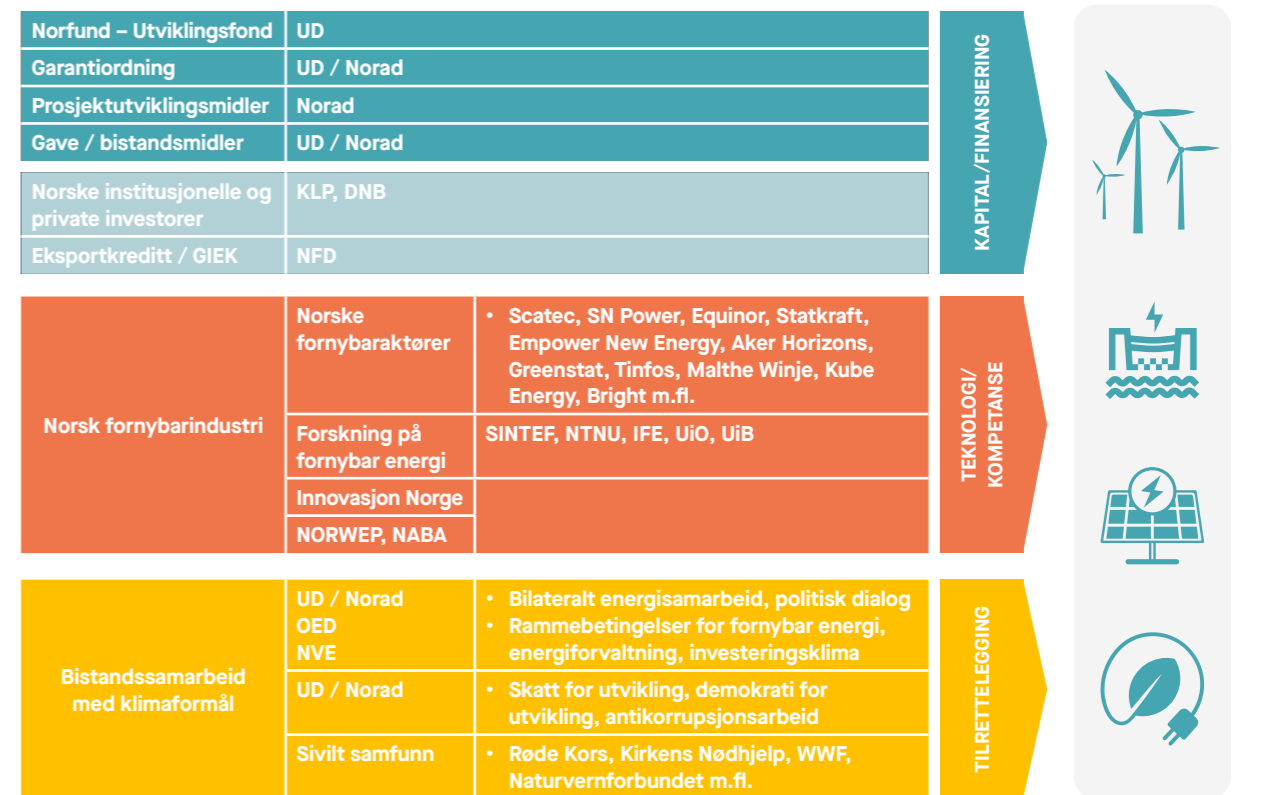 Norfund – Utviklingsfond
UD
Garantiordning
UD / Norad
Prosjektutviklingsmidler
Norad
Gave / bistandsmidler
UD / Norad
Norske institusjonelle og
private investorer
KLP, DNB
Eksportkreditt / GIEK
NFD
KAPITAL/FINANSIERING
Norsk fornybarindustri
Norske
fornybaraktører
• Scatec, SN Power, Equinor, Statkraft,
Empower New Energy, Aker Horizons,
Greenstat, Tinfos, Malthe Winje, Kube
Energy, Bright m.fl.
Forskning på
fornybar energi
SINTEF, NTNU, IFE, UiO, UiB
Innovasjon Norge
NORWEP, NABA
TEKNOLOGI/
KOMPETANSE
Bistandssamarbeid
med klimaformål
UD / Norad
OED
NVE
• Bilateralt energisamarbeid, politisk dialog
• Rammebetingelser for fornybar energi,
energiforvaltning, investeringsklima
UD / Norad
• Skatt for utvikling, demokrati for
utvikling, antikorrupsjonsarbeid
Sivilt samfunn
• Røde Kors, Kirkens Nødhjelp, WWF,
Naturvernforbundet m.fl.
TILRETTELEGGING